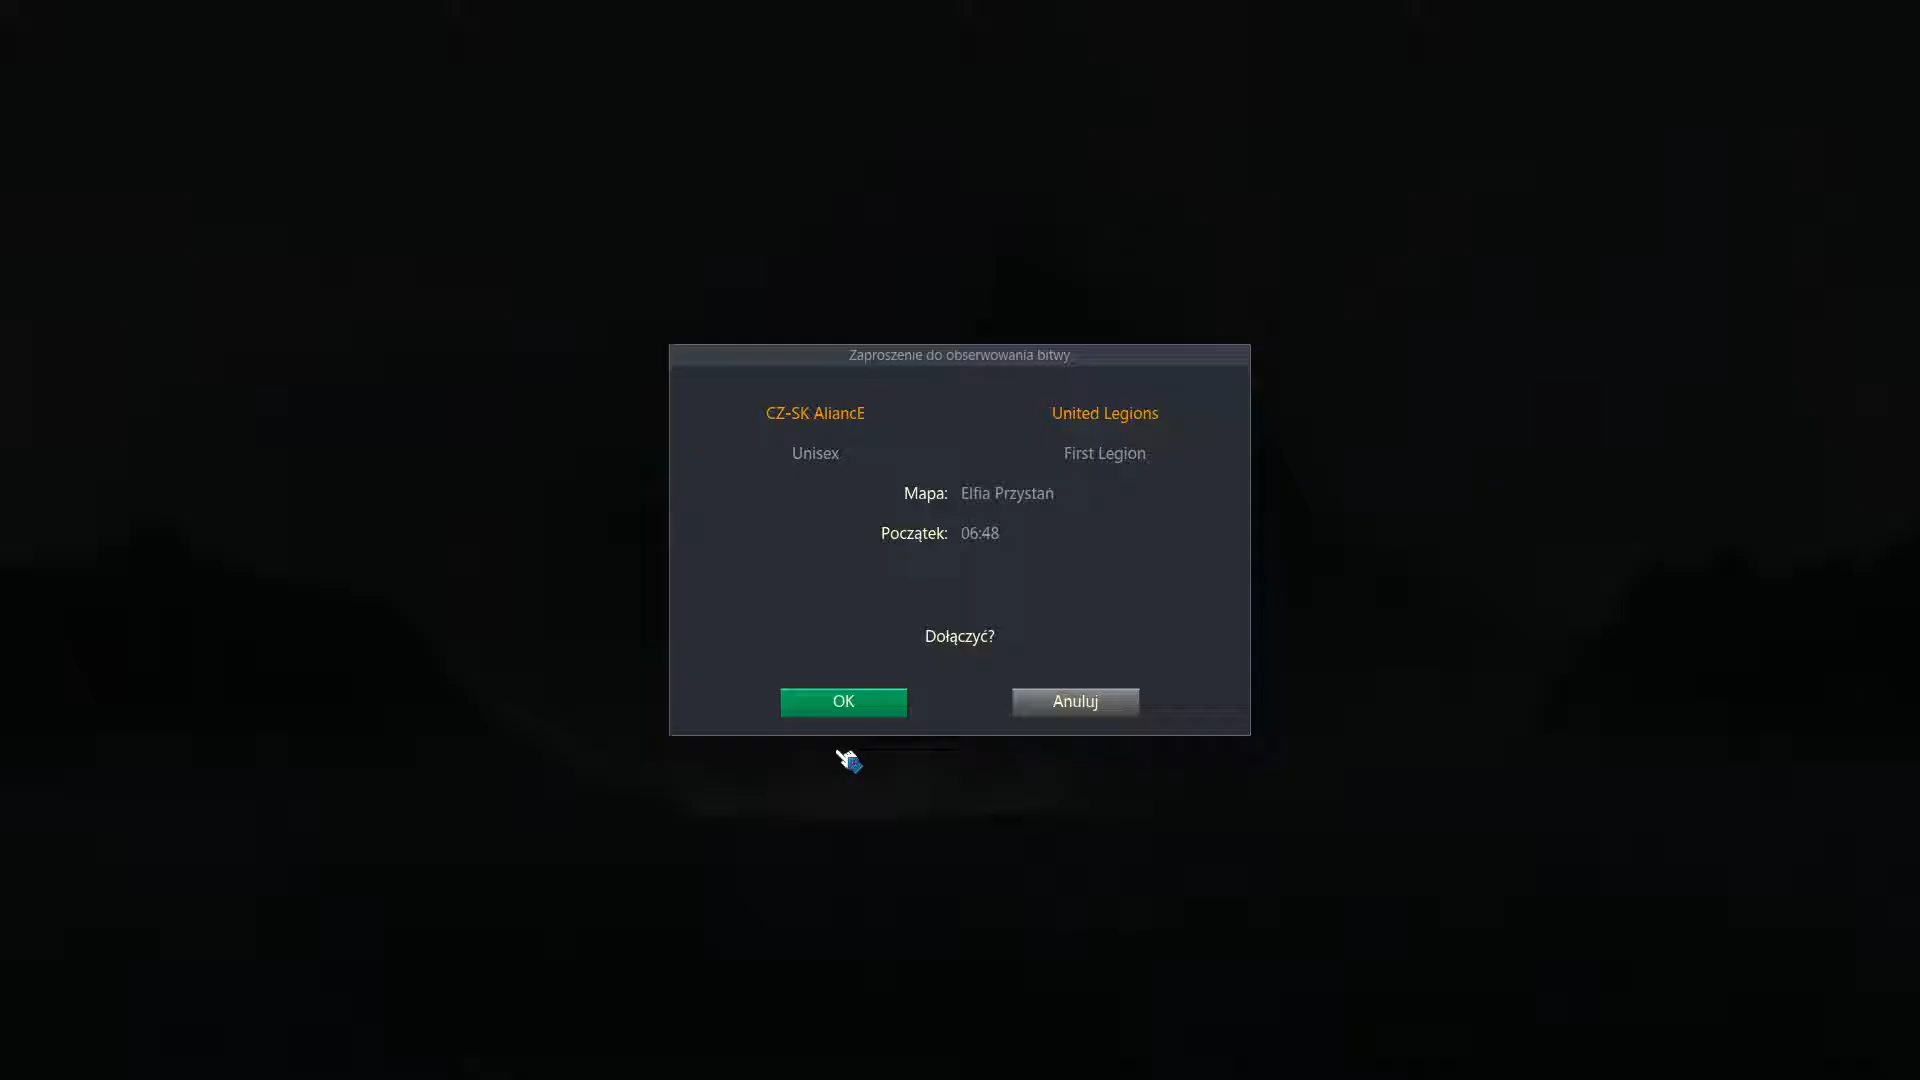 Zaproszenie do obserwowania bitwy
CZ-SK AliancE United Legions
Unisex First Legion
Mapa: Elfia Przystań
Początek: 06:48
Dołączyć?
OK Anuluj